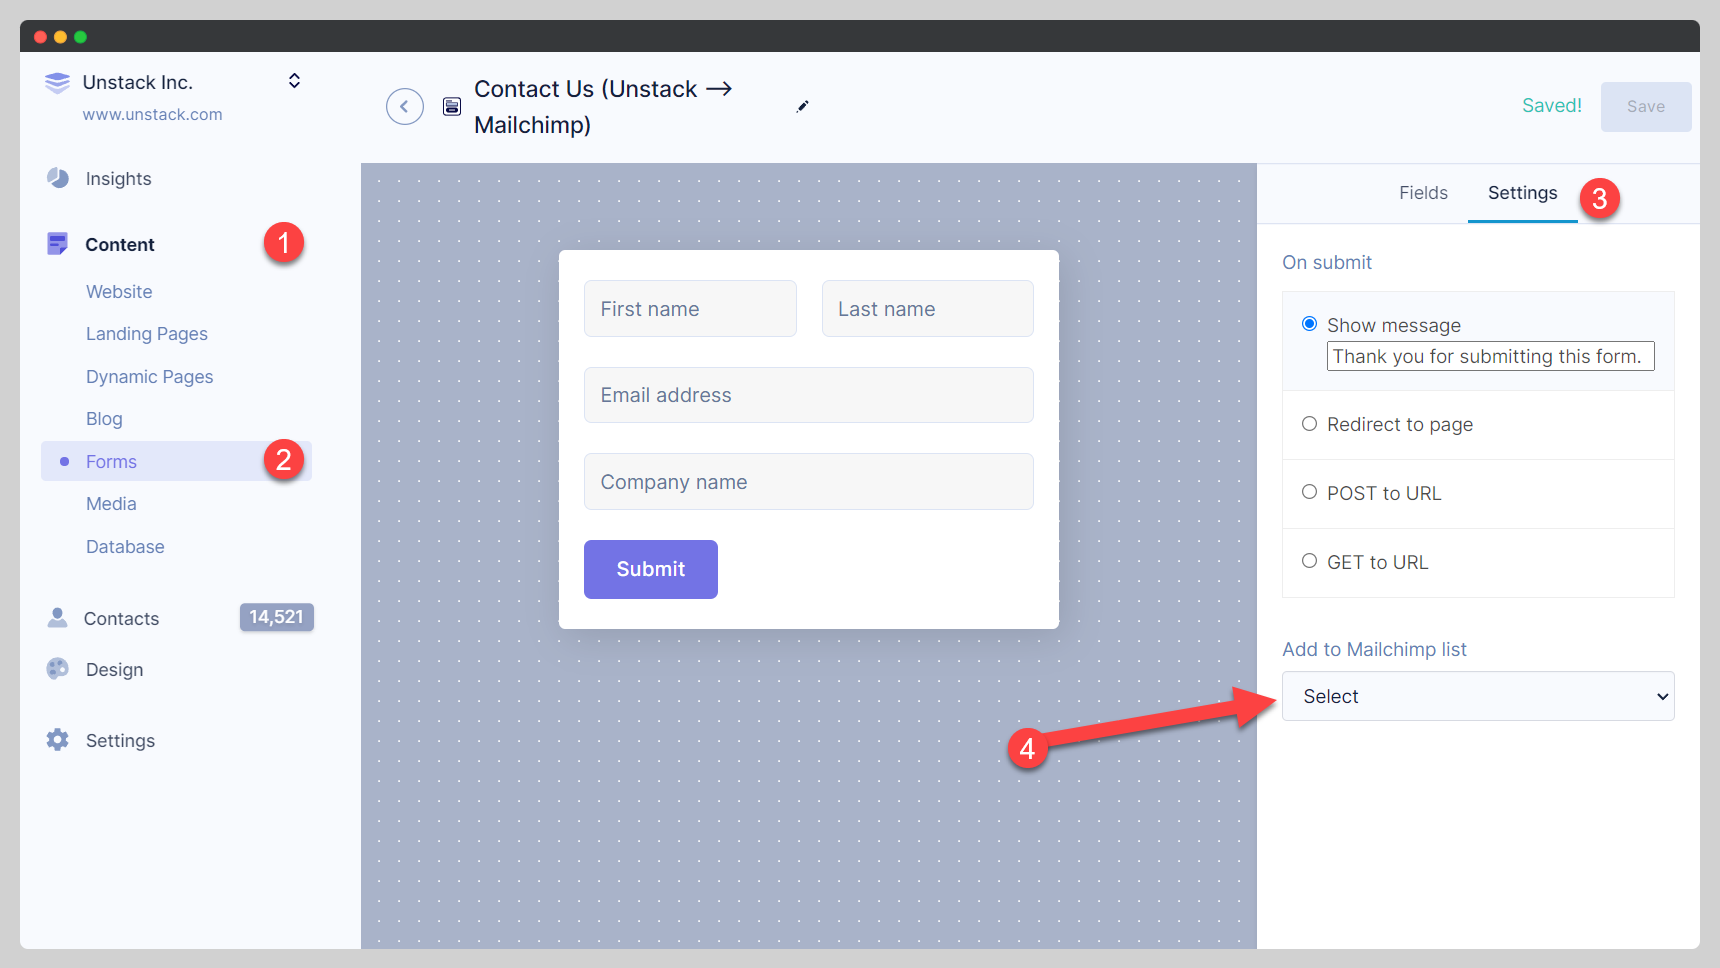 Unstack Inc.
www.unstack.com
Insights
Content
1
Website
Landing Pages
Dynamic Pages
Blog
Forms
2
Media
Database
Contacts
14,521
Design
Settings
Contact Us (Unstack →
Mailchimp)
Saved!
Save
First name
Last name
Email address
Company name
Submit
Fields
Settings
3
On submit
Show message
Thank you for submitting this form.
Redirect to page
POST to URL
GET to URL
Add to Mailchimp list
Select
4